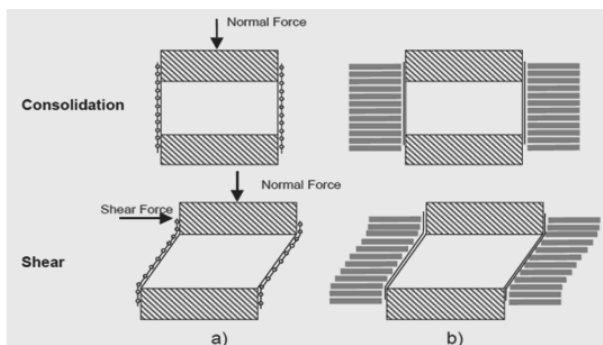 Normal Force
Consolidation
Normal Force
Shear Force
Shear
a)
b)